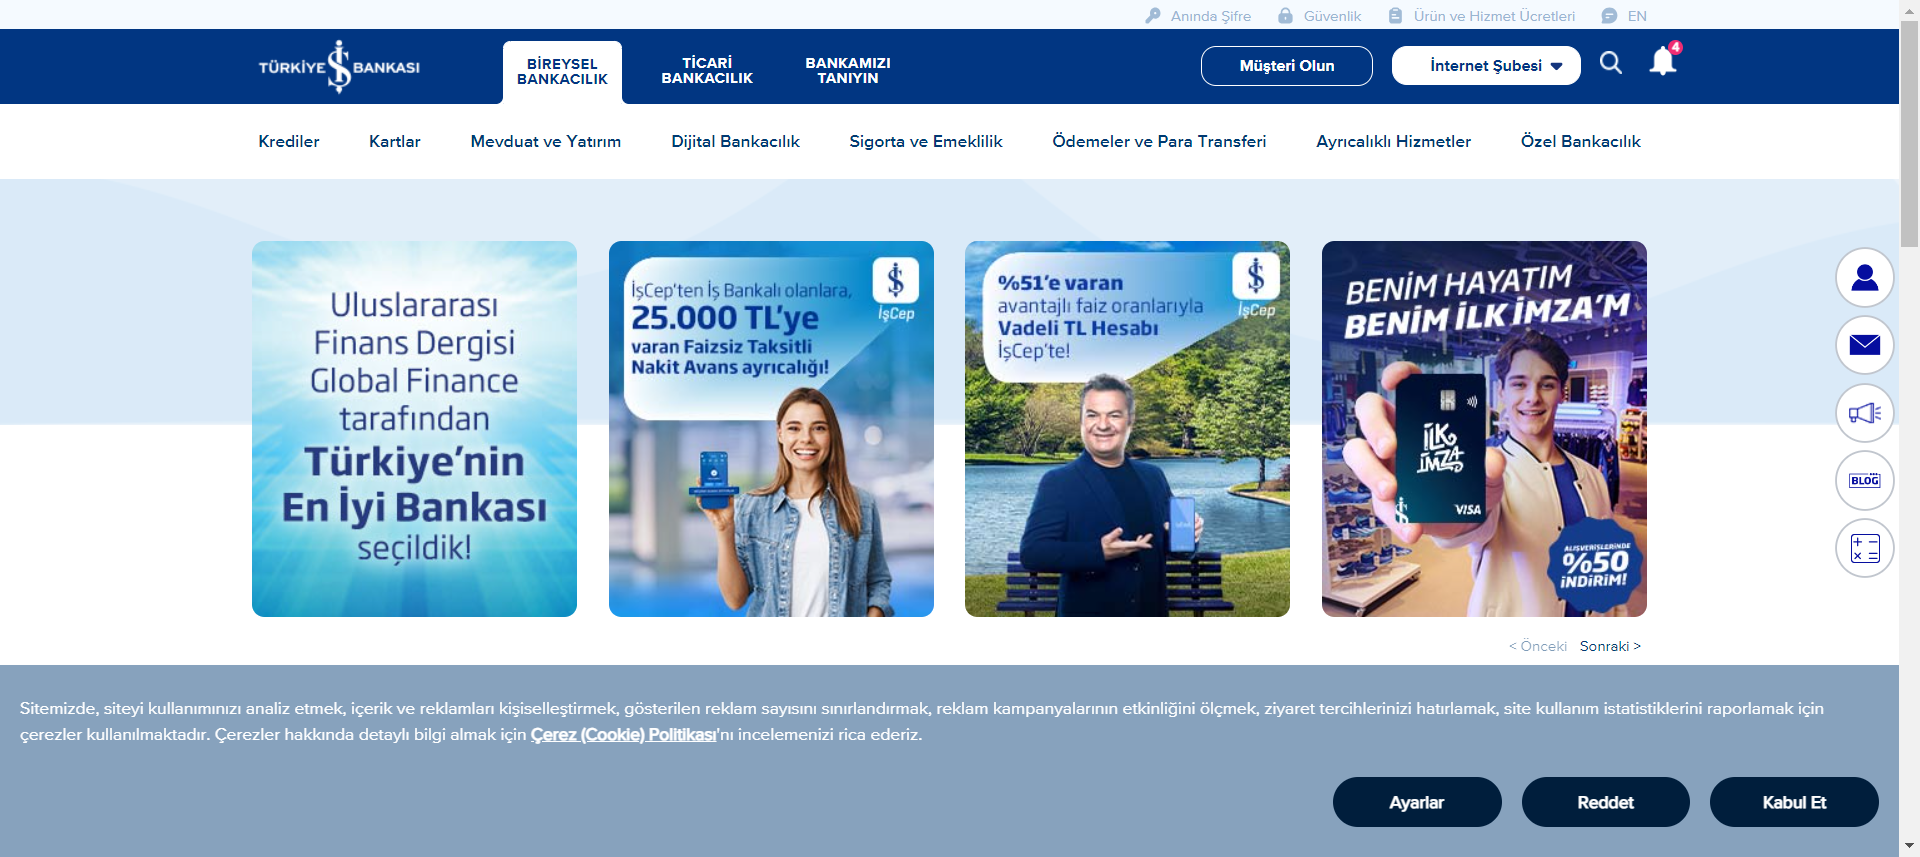 Anında Şifre
Güvenlik
Ürün ve Hizmet Ücretleri
EN
TÜRKİYE İŞ BANKASI
BİREYSEL
BANKACILIK
TİCARİ
BANKACILIK
BANKAMIZI
TANIYIN
Müşteri Olun
İnternet Şubesi
4
Krediler
Kartlar
Mevduat ve Yatırım
Dijital Bankacılık
Sigorta ve Emeklilik
Ödemeler ve Para Transferi
Ayrıcalıklı Hizmetler
Özel Bankacılık
Uluslararası
Finans Dergisi
Global Finance
tarafından
Türkiye’nin
En İyi Bankası
seçildik!
İşCep'ten İş Bankalı olanlara,
25.000 TL’ye
varan Faizsiz Taksitli
Nakit Avans ayrıcalığı!
İşCep
%51’e varan
avantajlı faiz oranlarıyla
Vadeli TL Hesabı
İşCep’te!
İşCep
BENİM HAYATIM
BENİM İLK İMZA’M
İLK
İMZA
VISA
ALIŞVERİŞLERİNDE
%50
İNDİRİM!
BLOG
< Önceki
Sonraki >
Sitemizde, siteyi kullanımınızı analiz etmek, içerik ve reklamları kişiselleştirmek, gösterilen reklam sayısını sınırlandırmak, reklam kampanyalarının etkinliğini ölçmek, ziyaret tercihlerinizi hatırlamak, site kullanım istatistiklerini raporlamak için
çerezler kullanılmaktadır. Çerezler hakkında detaylı bilgi almak için Çerez (Cookie) Politikası'nı incelemenizi rica ederiz.
Ayarlar
Reddet
Kabul Et